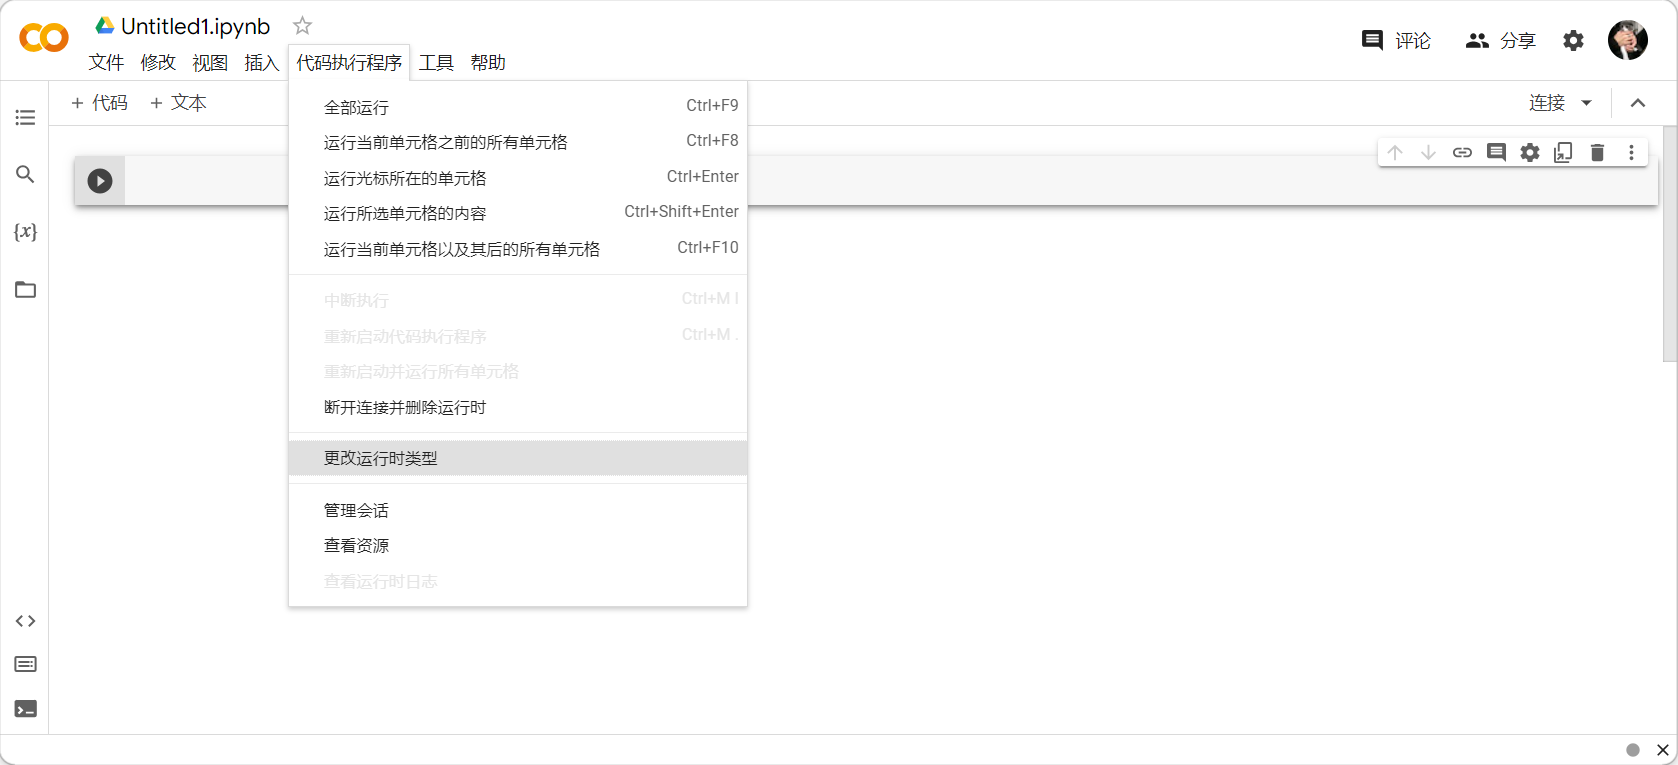 Untitled1.ipynb
评论
分享
文件 修改 视图 插入 代码执行程序 工具 帮助
+ 代码 + 文本
连接
全部运行 Ctrl+F9
运行当前单元格之前的所有单元格 Ctrl+F8
运行光标所在的单元格 Ctrl+Enter
运行所选单元格的内容 Ctrl+Shift+Enter
运行当前单元格以及其后的所有单元格 Ctrl+F10
{x}
中断执行 Ctrl+M I
重新启动代码执行程序 Ctrl+M .
重新启动并运行所有单元格
断开连接并删除运行时
更改运行时类型
管理会话
查看资源
查看运行时日志